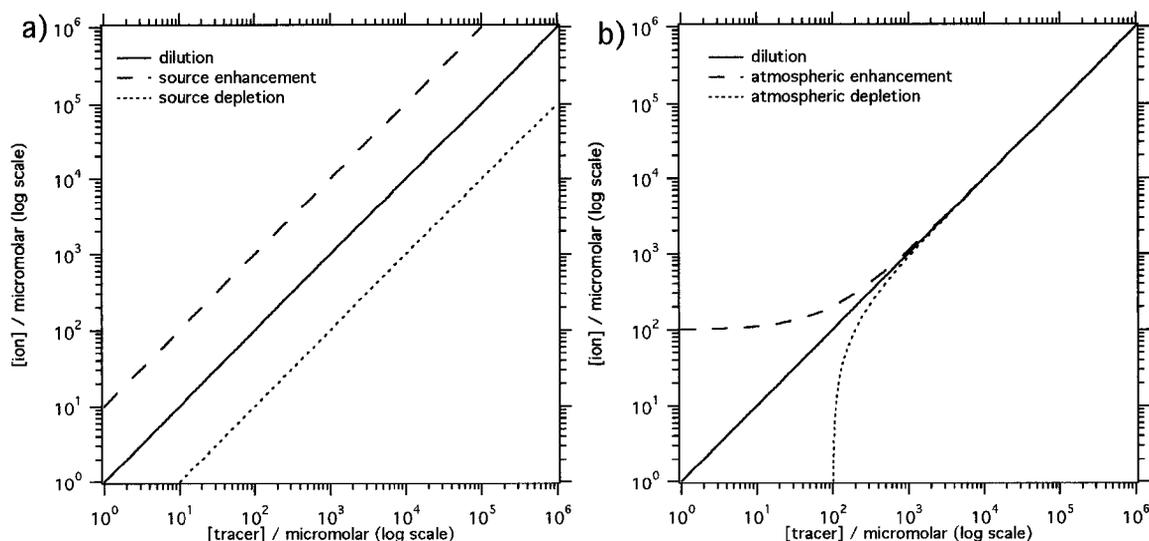 a)
10^6
10^5
10^4
10^3
10^2
10^1
10^0
[ion] / micromolar (log scale)
dilution
source enhancement
source depletion
10^0 10^1 10^2 10^3 10^4 10^5 10^6
[tracer] / micromolar (log scale)
b)
10^6
10^5
10^4
10^3
10^2
10^1
10^0
[ion] / micromolar (log scale)
dilution
atmospheric enhancement
atmospheric depletion
10^0 10^1 10^2 10^3 10^4 10^5 10^6
[tracer] / micromolar (log scale)